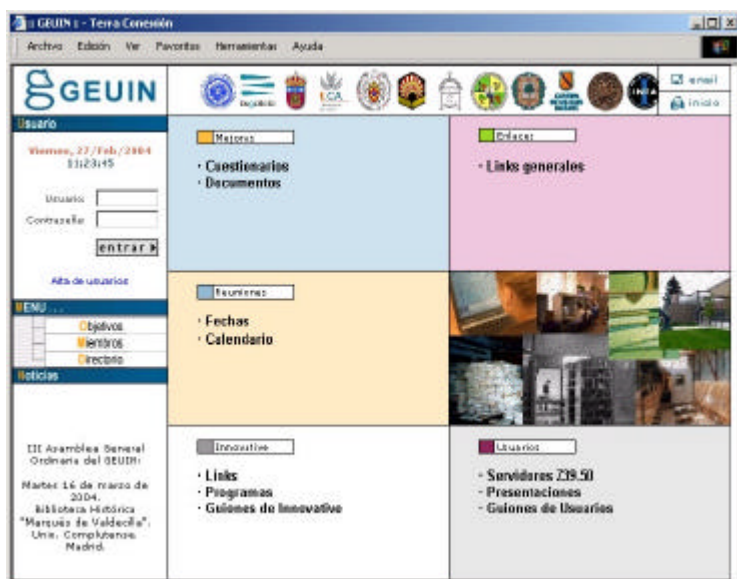 :: GEUIN :: - Terra Conexión
Archivo Edición Ver Favoritos Herramientas Ayuda
GEUIN
UCA
INTA
email
inicio
Usuario
Viernes, 27/Feb/2004
11:23:45
Usuario
Contraseña
entrar
Alta de usuarios
MENU ...
Objetivos
Miembros
Directorio
Noticias
III Asamblea General
Ordinaria del GEUIN:
Martes 16 de marzo de
2004.
Biblioteca Histórica
"Marqués de Valdecilla".
Univ. Complutense.
Madrid.
Mejoras
· Cuestionarios
· Documentos
Enlaces
· Links generales
Reuniones
· Fechas
· Calendario
Innovative
· Links
· Programas
· Guiones de Innovative
Usuarios
· Servidores Z39.50
· Presentaciones
· Guiones de Usuarios